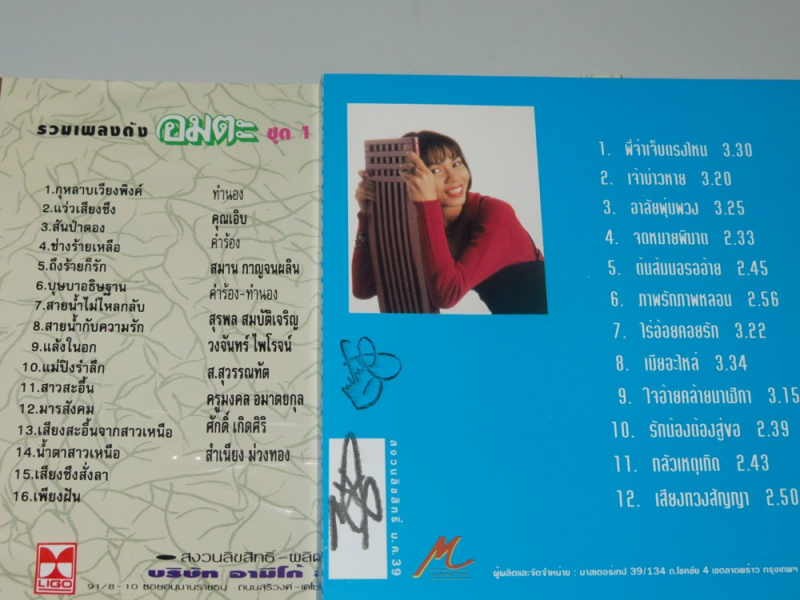 รวมเพลงดัง อมตะ ชุด 1
1.กุหลาบเวียงพิงค์
2.แว่วเสียงซึง
3.สันป่าตอง
4.ช่างร้ายเหลือ
5.ถึงร้ายก็รัก
6.บุษบาอธิษฐาน
7.สายน้ำไม่ไหลกลับ
8.สายน้ำกับความรัก
9.แล้งในอก
10.แม่ปิงรำลึก
11.สาวสะอื้น
12.มารสังคม
13.เสียงสะอื้นจากสาวเหนือ
14.น้ำตาสาวเหนือ
15.เสียงซึงสั่งลา
16.เพียงฝัน
ทำนอง
คุณเอิบ
คำร้อง
สมาน กาญจนผลิน
คำร้อง-ทำนอง
สุรพล สมบัติเจริญ
วงจันทร์ ไพโรจน์
ส.สุวรรณทัต
ครูมงคล อมาตยกุล
ศักดิ์ เกิดศิริ
สำเนียง ม่วงทอง
LIGO
สงวนลิขสิทธิ์-ผลิต
บริษัท อามีโก้
91/8-10 ซอยอนุมานราชธน ถนนสุริวงศ์-เดโช
1. พี่จ๋าเจ็บตรงไหน 3.30
2. เจ้าบ่าวหาย 3.20
3. อาลัยพุ่มพวง 3.25
4. จดหมายพิฆาต 2.33
5. ต้นส้มรออ้าย 2.45
6. ภาพรักภาพหลอน 2.56
7. ไร่อ้อยคอยรัก 3.22
8. เมียอะไหล่ 3.34
9. ใจอ้ายคล้ายนาฬิกา 3.15
10. รักน้องต้องสู่ขอ 2.39
11. กลัวเหตุเกิด 2.43
12. เสียงทวงสัญญา 2.50
สงวนลิขสิทธิ์ ม.ค.39
ผู้ผลิตและจัดจำหน่าย : มาสเตอร์เทป 39/134 ถ.โชคชัย 4 เขตลาดพร้าว กรุงเทพฯ